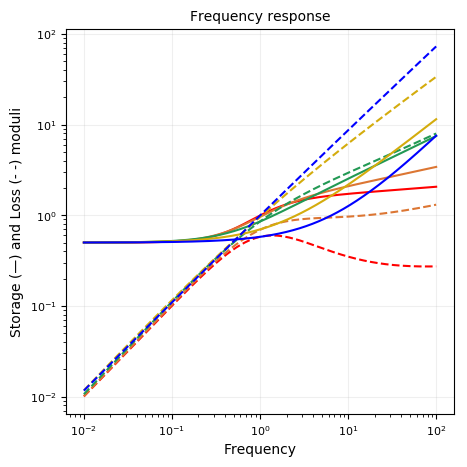 Frequency response
Storage (—) and Loss (- -) moduli
10²
10¹
10⁰
10⁻¹
10⁻²
10⁻² 10⁻¹ 10⁰ 10¹ 10²
Frequency